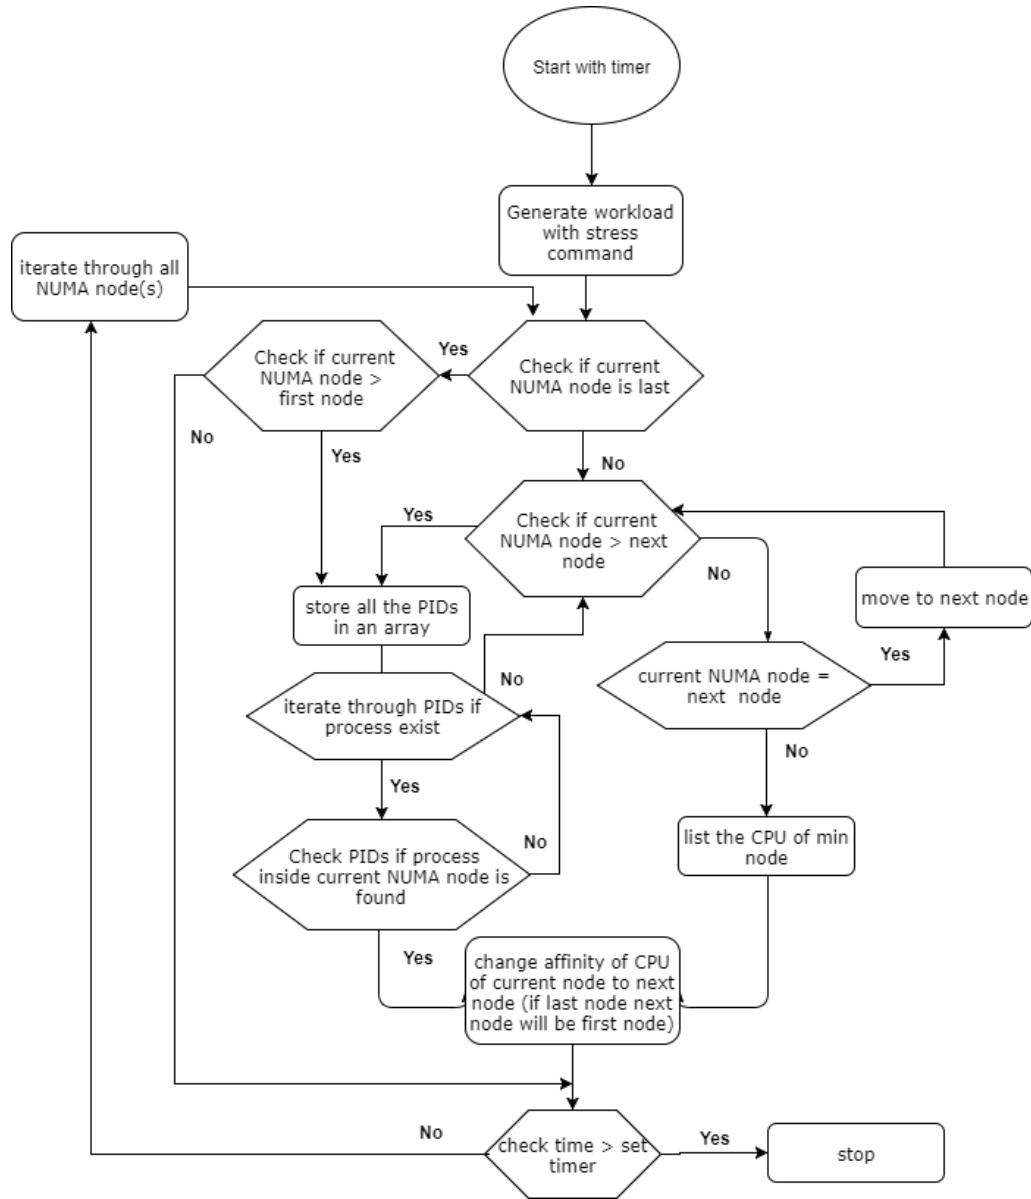 Start with timer
Generate workload
with stress
command
iterate through all
NUMA node(s)
Check if current
NUMA node >
first node
Yes
Check if current
NUMA node is last
No
Yes
No
Yes
Check if current
NUMA node > next
node
No
store all the PIDs
in an array
move to next node
No
current NUMA node =
next  node
Yes
iterate through PIDs if
process exist
Yes
No
Check PIDs if process
inside current NUMA node is
found
No
list the CPU of min
node
Yes
change affinity of CPU
of current node to next
node (if last node next
node will be first node)
No
check time > set
timer
Yes
stop